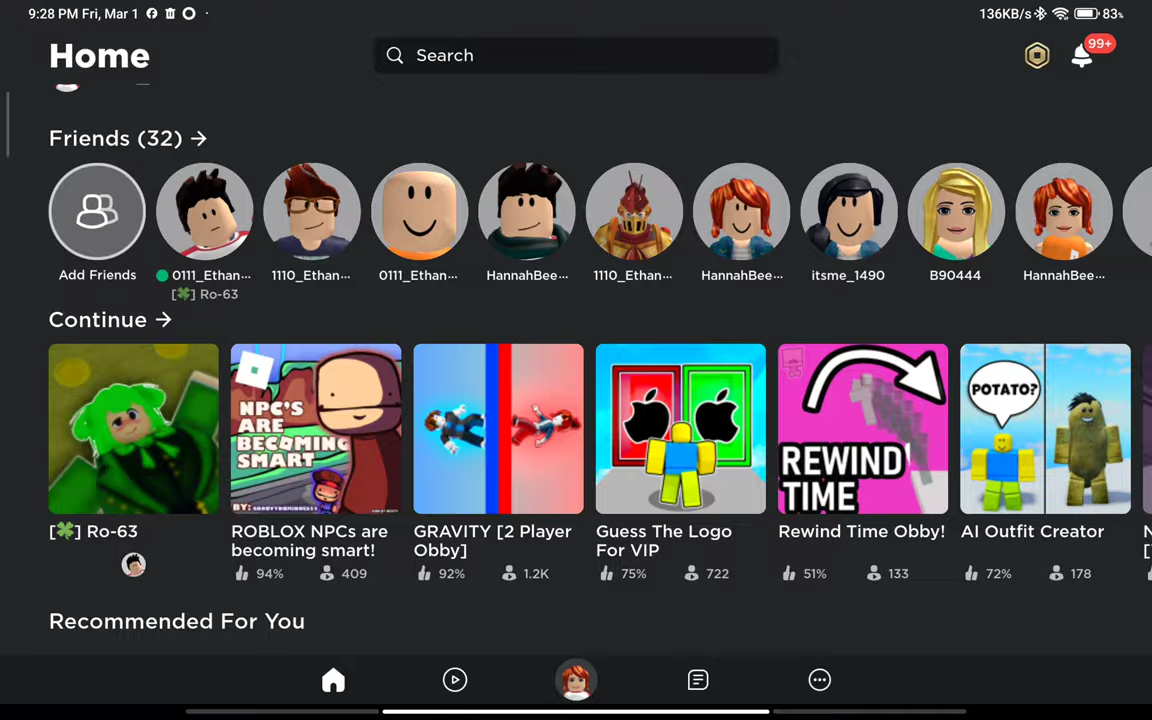 9:28 PM Fri, Mar 1
136KB/s
83%
Home
Search
99+
Friends (32) →
Add Friends
0111_Ethan...
1110_Ethan...
0111_Ethan...
HannahBee...
1110_Ethan...
HannahBee...
itsme_1490
B90444
HannahBee...
[🍀] Ro-63
Continue →
NPC'S
ARE
BECOMING
SMART
REWIND
TIME
POTATO?
[🍀] Ro-63
ROBLOX NPCs are
becoming smart!
94%
409
GRAVITY [2 Player
Obby]
92%
1.2K
Guess The Logo
For VIP
75%
722
Rewind Time Obby!
51%
133
AI Outfit Creator
72%
178
Recommended For You